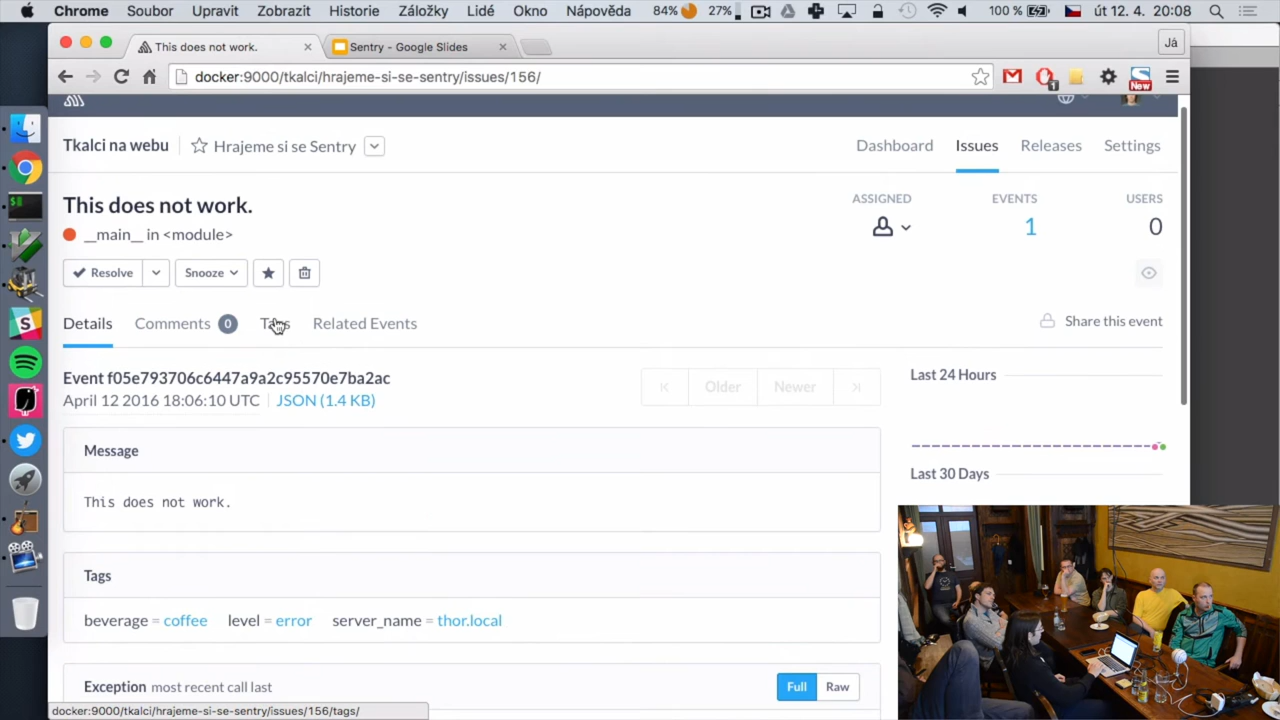 Chrome Soubor Upravit Zobrazit Historie Záložky Lidé Okno Nápověda 84% 27% 100 % út 12. 4. 20:08
This does not work. Sentry - Google Slides Já
docker:9000/tkalci/hrajeme-si-se-sentry/issues/156/
1
New
Tkalci na webu Hrajeme si se Sentry Dashboard Issues Releases Settings
This does not work. ASSIGNED EVENTS USERS
__main__ in <module> 1 0
Resolve Snooze
Details Comments 0 Tags Related Events Share this event
Event f05e793706c6447a9a2c95570e7ba2ac Older Newer Last 24 Hours
April 12 2016 18:06:10 UTC JSON (1.4 KB)
Message
Last 30 Days
This does not work.
Tags
beverage = coffee level = error server_name = thor.local
Exception most recent call last Full Raw
docker:9000/tkalci/hrajeme-si-se-sentry/issues/156/tags/